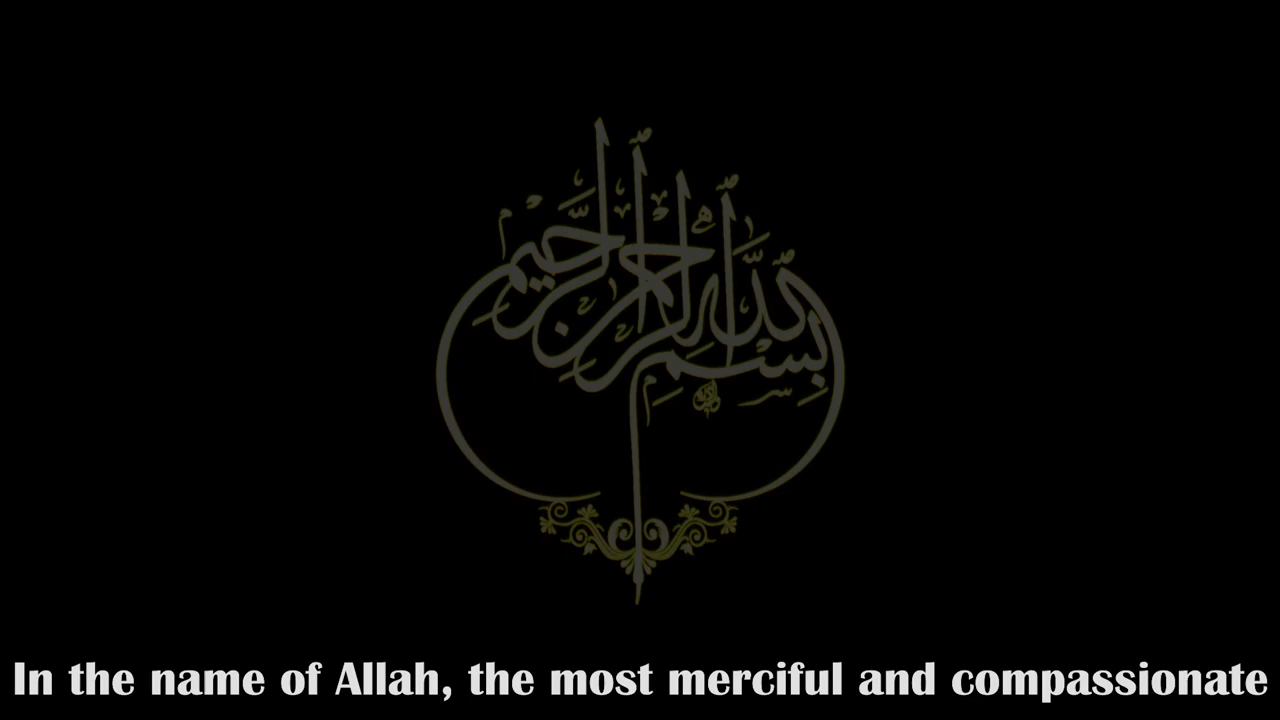 بسم الله الرحمن الرحيم
In the name of Allah, the most merciful and compassionate